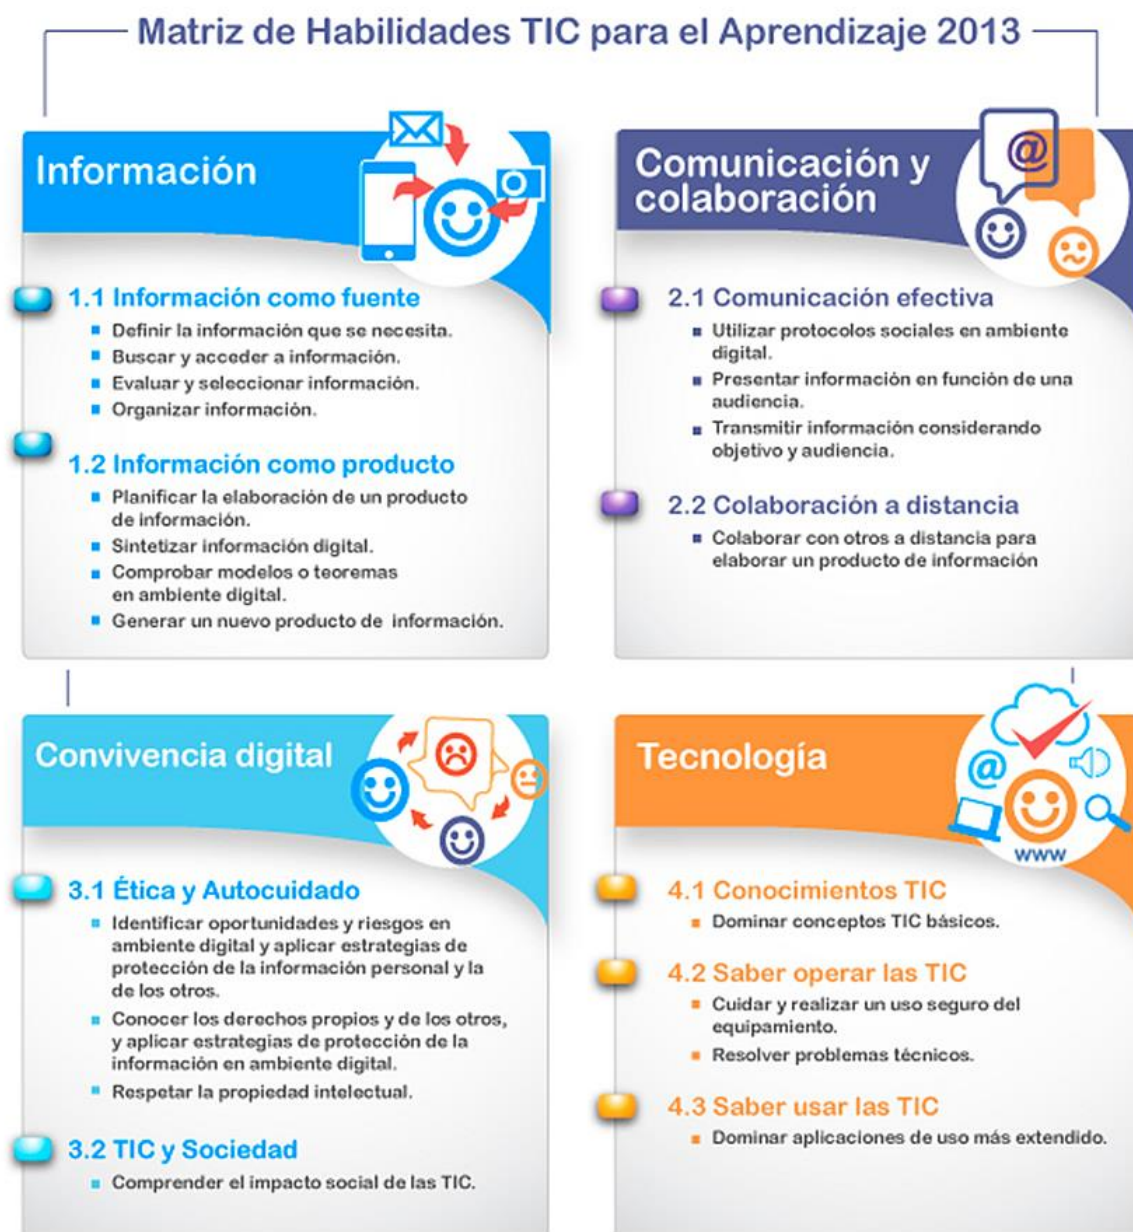 Matriz de Habilidades TIC para el Aprendizaje 2013
Información
1.1 Información como fuente
Definir la información que se necesita.
Buscar y acceder a información.
Evaluar y seleccionar información.
Organizar información.
1.2 Información como producto
Planificar la elaboración de un producto
de información.
Sintetizar información digital.
Comprobar modelos o teoremas
en ambiente digital.
Generar un nuevo producto de información.
Comunicación y
colaboración
@
2.1 Comunicación efectiva
Utilizar protocolos sociales en ambiente
digital.
Presentar información en función de una
audiencia.
Transmitir información considerando
objetivo y audiencia.
2.2 Colaboración a distancia
Colaborar con otros a distancia para
elaborar un producto de información
Convivencia digital
3.1 Ética y Autocuidado
Identificar oportunidades y riesgos en
ambiente digital y aplicar estrategias de
protección de la información personal y la
de los otros.
Conocer los derechos propios y de los otros,
y aplicar estrategias de protección de la
información en ambiente digital.
Respetar la propiedad intelectual.
3.2 TIC y Sociedad
Comprender el impacto social de las TIC.
Tecnología
@
www
4.1 Conocimientos TIC
Dominar conceptos TIC básicos.
4.2 Saber operar las TIC
Cuidar y realizar un uso seguro del
equipamiento.
Resolver problemas técnicos.
4.3 Saber usar las TIC
Dominar aplicaciones de uso más extendido.